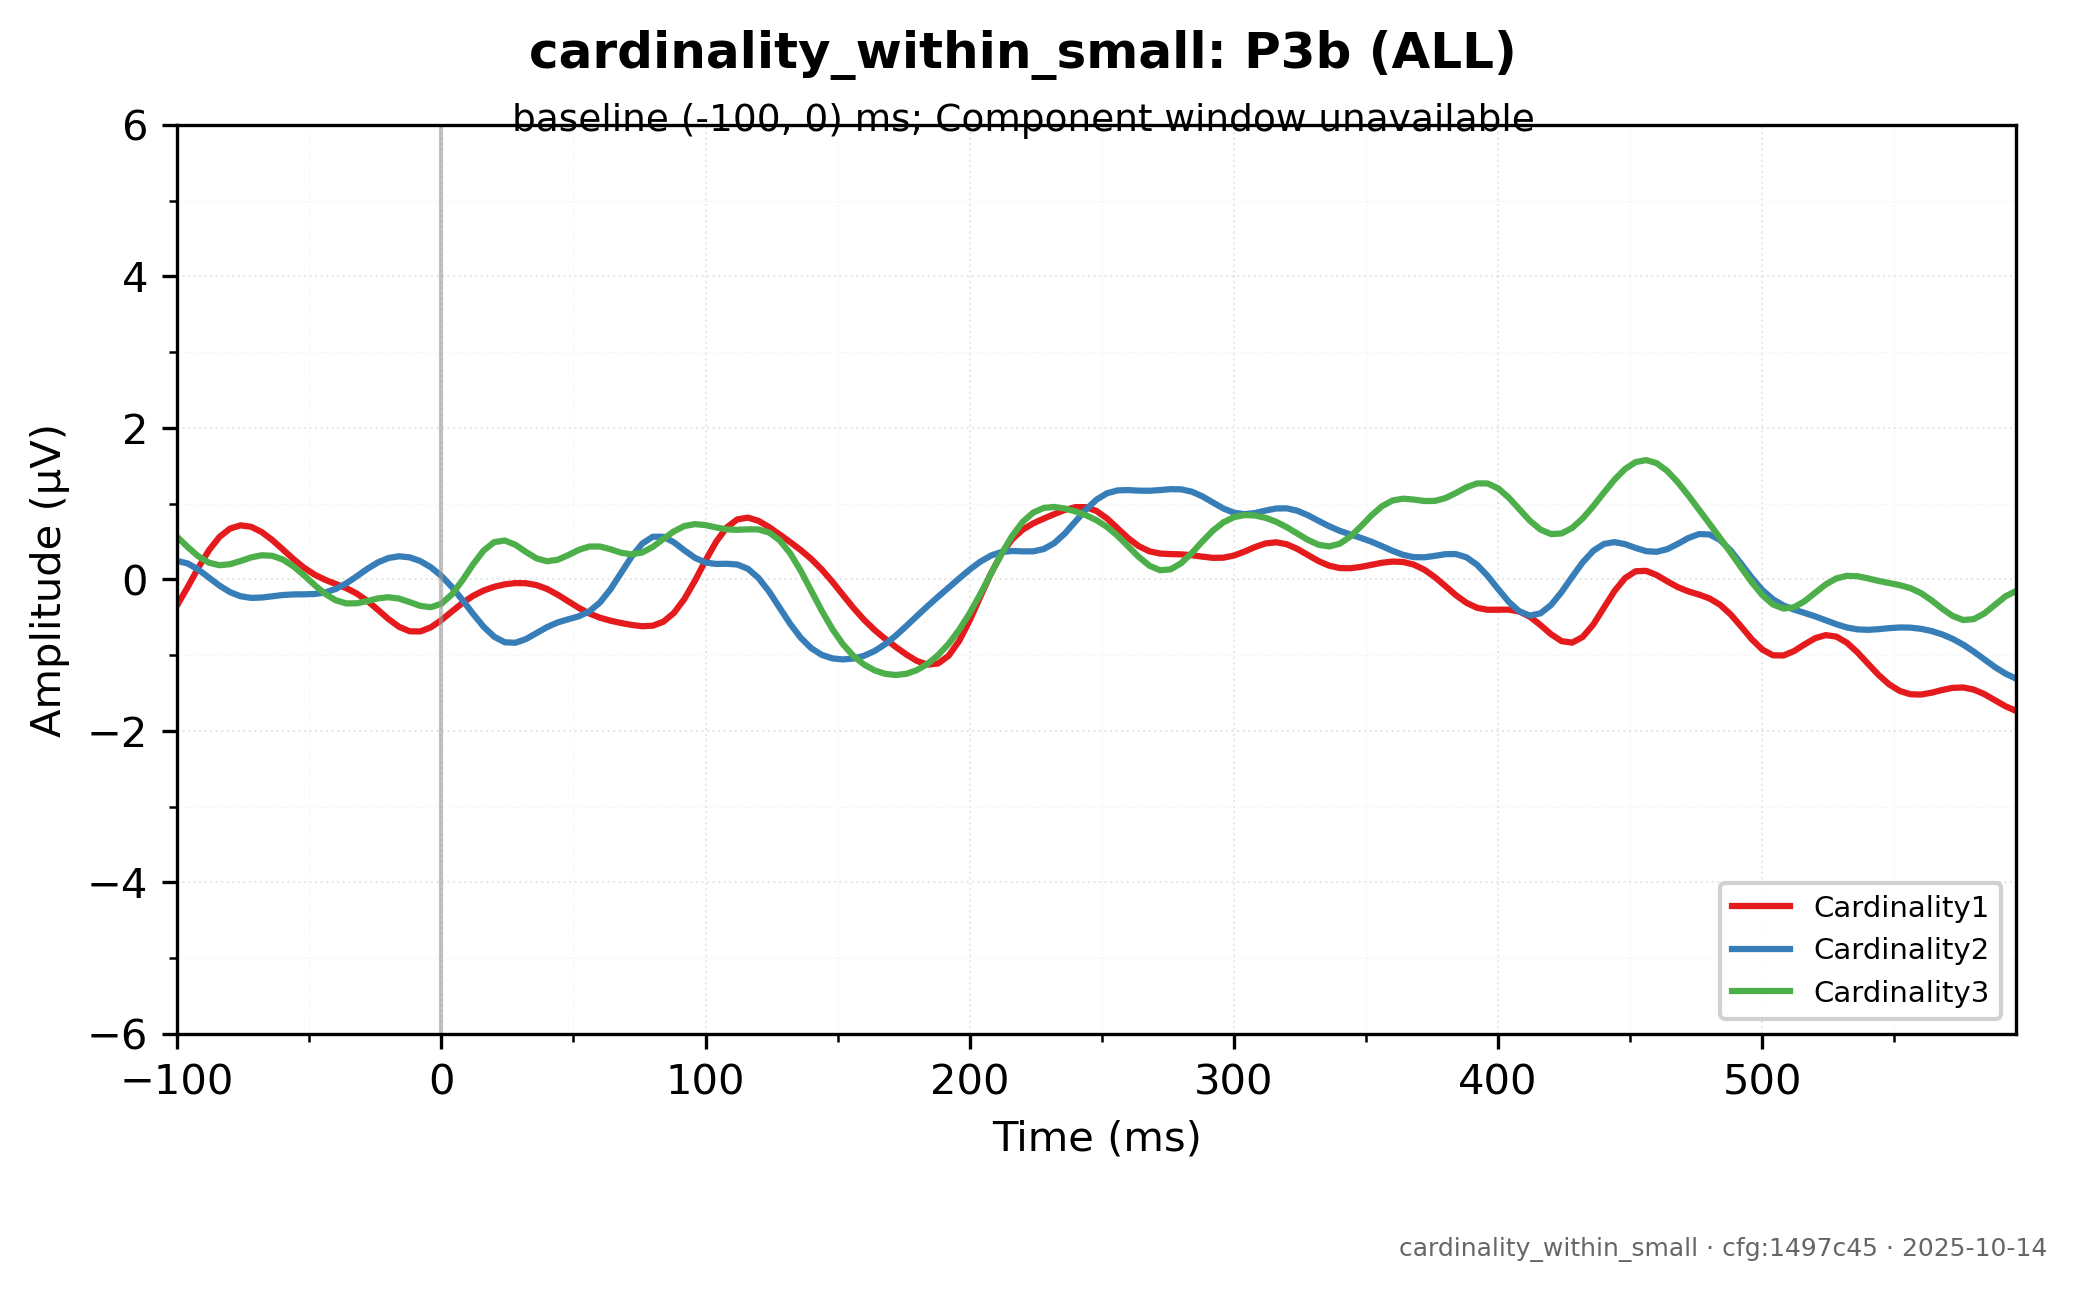 cardinality_within_small: P3b (ALL)
baseline (-100, 0) ms; Component window unavailable
6
4
2
0
−2
−4
−6
Amplitude (µV)
−100
0
100
200
300
400
500
Time (ms)
Cardinality1
Cardinality2
Cardinality3
cardinality_within_small · cfg:1497c45 · 2025-10-14